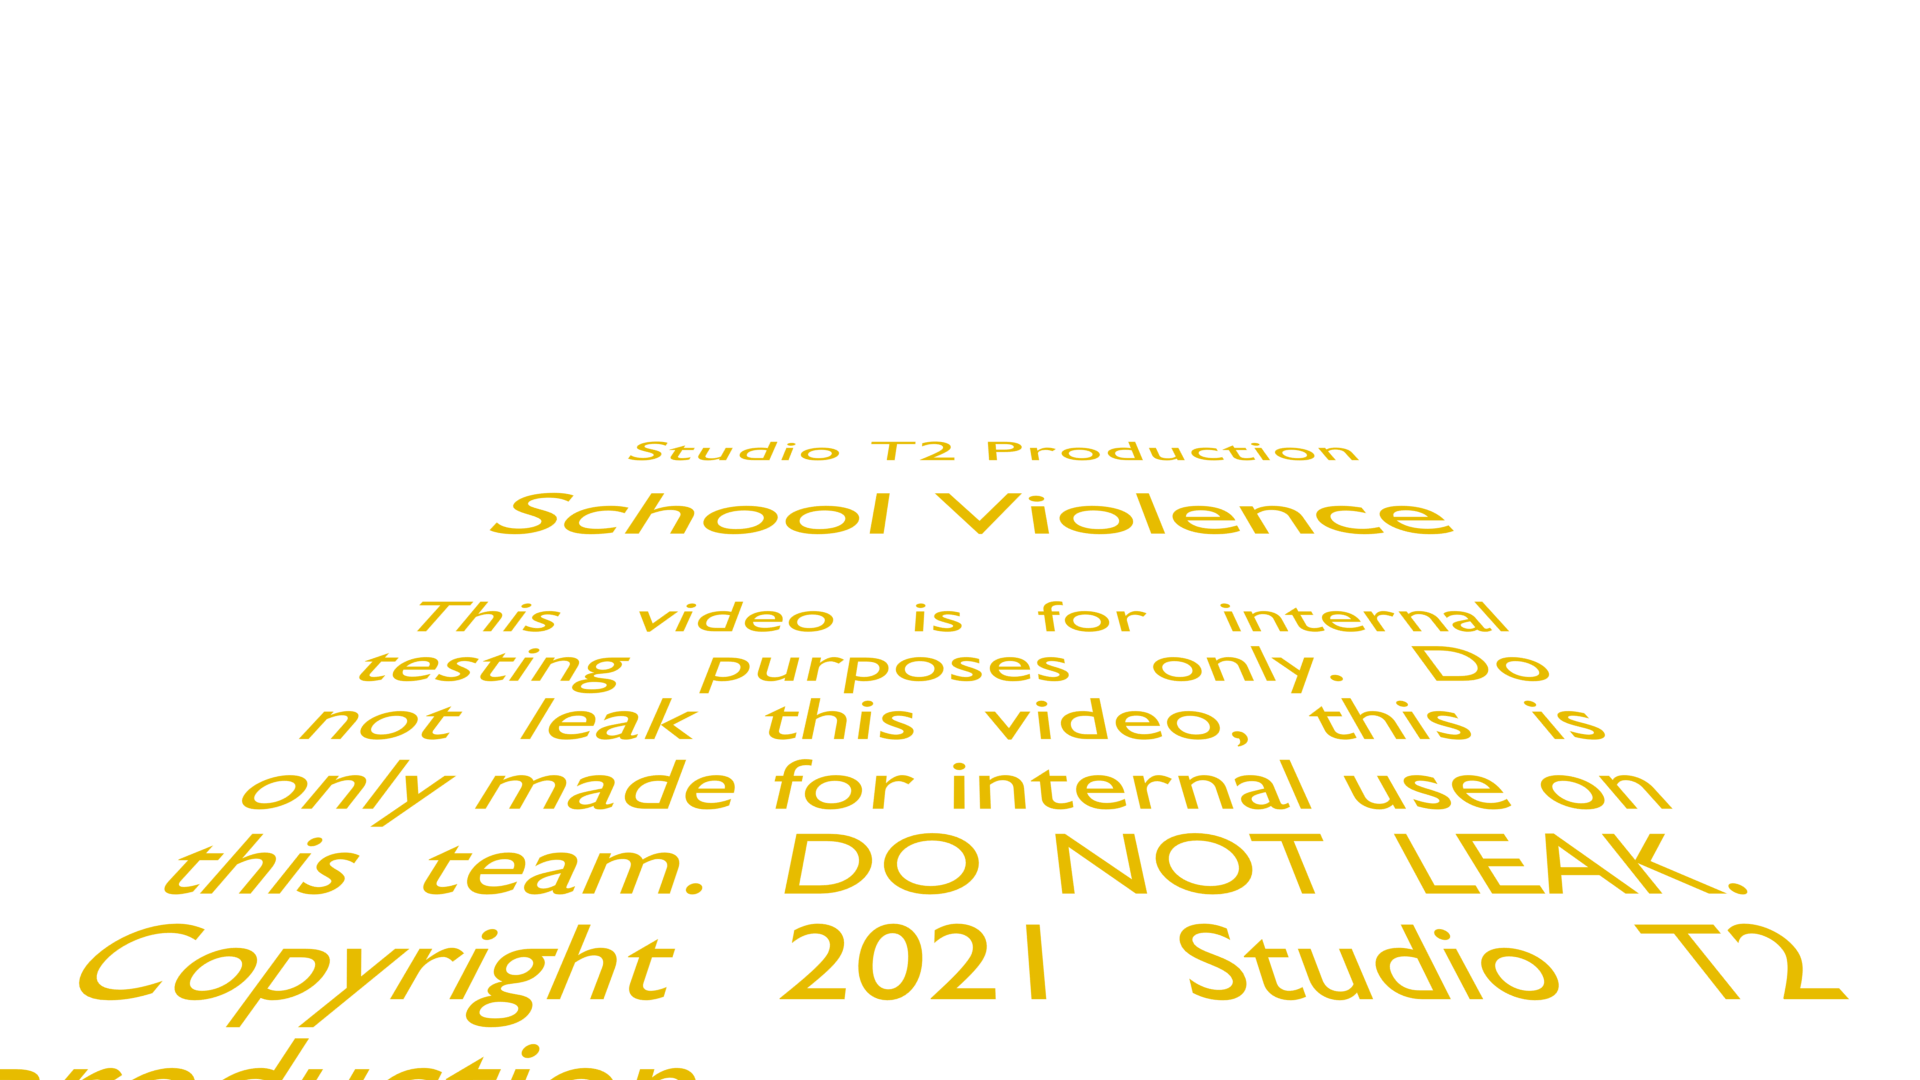 Studio T2 Production
School Violence
This video is for internal
testing purposes only. Do
not leak this video, this is
only made for internal use on
this team. DO NOT LEAK.
Copyright 2021 Studio T2
production